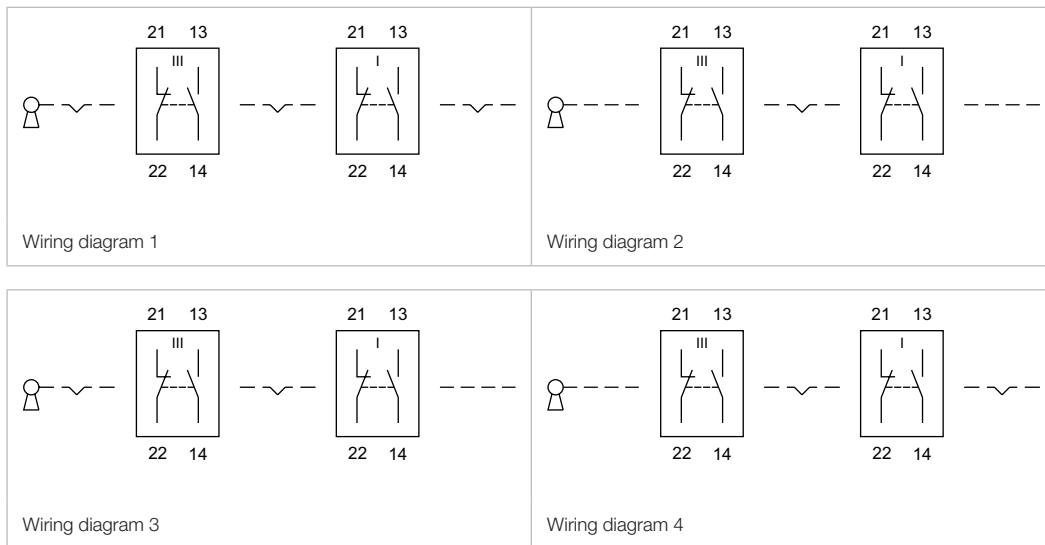 21 13 21 13
III I
22 14 22 14
Wiring diagram 1
21 13 21 13
III I
22 14 22 14
Wiring diagram 2
21 13 21 13
III I
22 14 22 14
Wiring diagram 3
21 13 21 13
III I
22 14 22 14
Wiring diagram 4